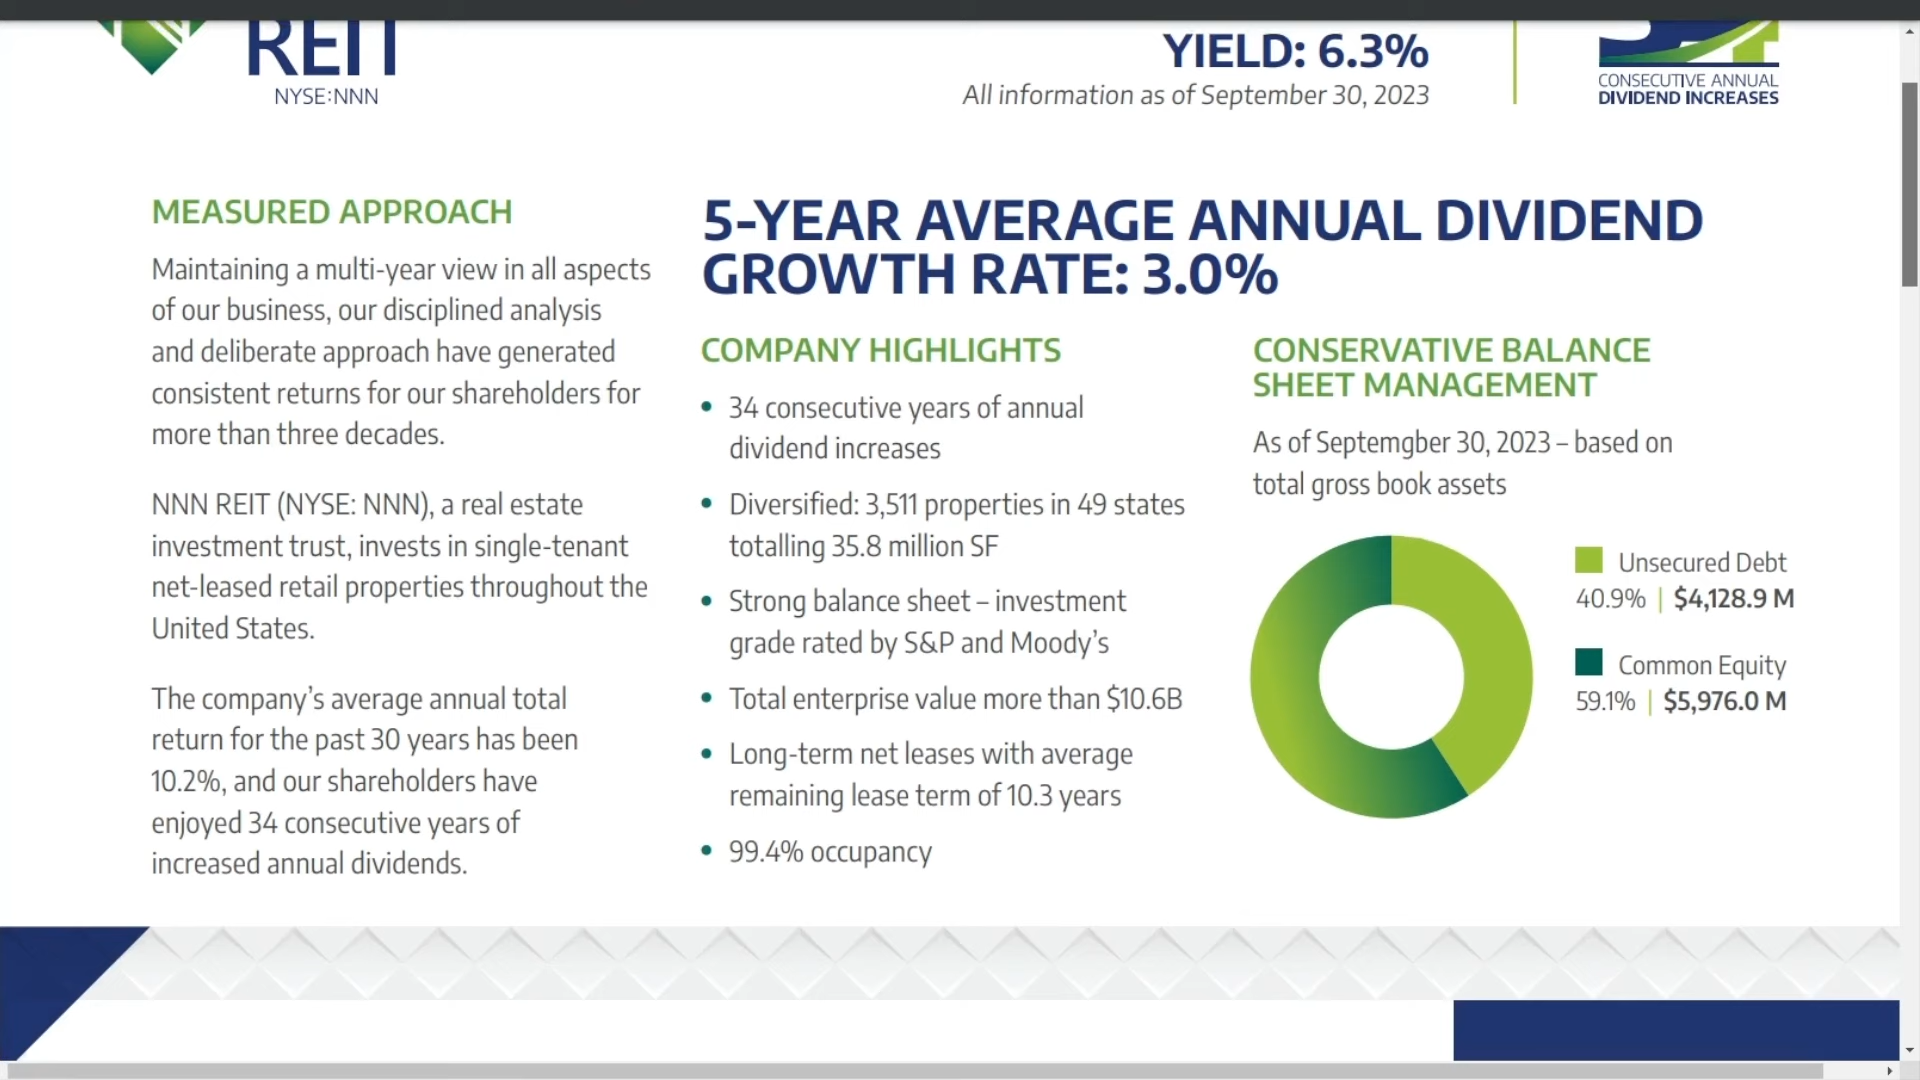 REIT
NYSE:NNN
YIELD: 6.3%
All information as of September 30, 2023
CONSECUTIVE ANNUAL
DIVIDEND INCREASES
MEASURED APPROACH
Maintaining a multi-year view in all aspects
of our business, our disciplined analysis
and deliberate approach have generated
consistent returns for our shareholders for
more than three decades.
NNN REIT (NYSE: NNN), a real estate
investment trust, invests in single-tenant
net-leased retail properties throughout the
United States.
The company’s average annual total
return for the past 30 years has been
10.2%, and our shareholders have
enjoyed 34 consecutive years of
increased annual dividends.
5-YEAR AVERAGE ANNUAL DIVIDEND
GROWTH RATE: 3.0%
COMPANY HIGHLIGHTS
• 34 consecutive years of annual
dividend increases
• Diversified: 3,511 properties in 49 states
totalling 35.8 million SF
• Strong balance sheet – investment
grade rated by S&P and Moody’s
• Total enterprise value more than $10.6B
• Long-term net leases with average
remaining lease term of 10.3 years
• 99.4% occupancy
CONSERVATIVE BALANCE
SHEET MANAGEMENT
As of Septemgber 30, 2023 – based on
total gross book assets
Unsecured Debt
40.9% | $4,128.9 M
Common Equity
59.1% | $5,976.0 M